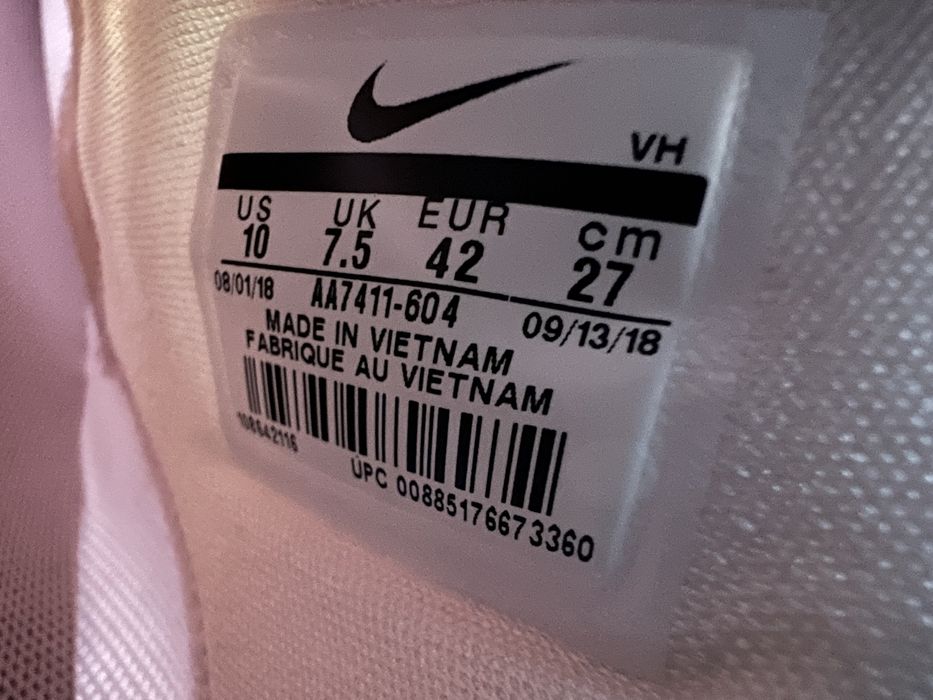 VH
US UK EUR cm
10 7.5 42 27
08/01/18 AA7411-604 09/13/18
MADE IN VIETNAM
FABRIQUE AU VIETNAM
108642116
UPC 00885176673360